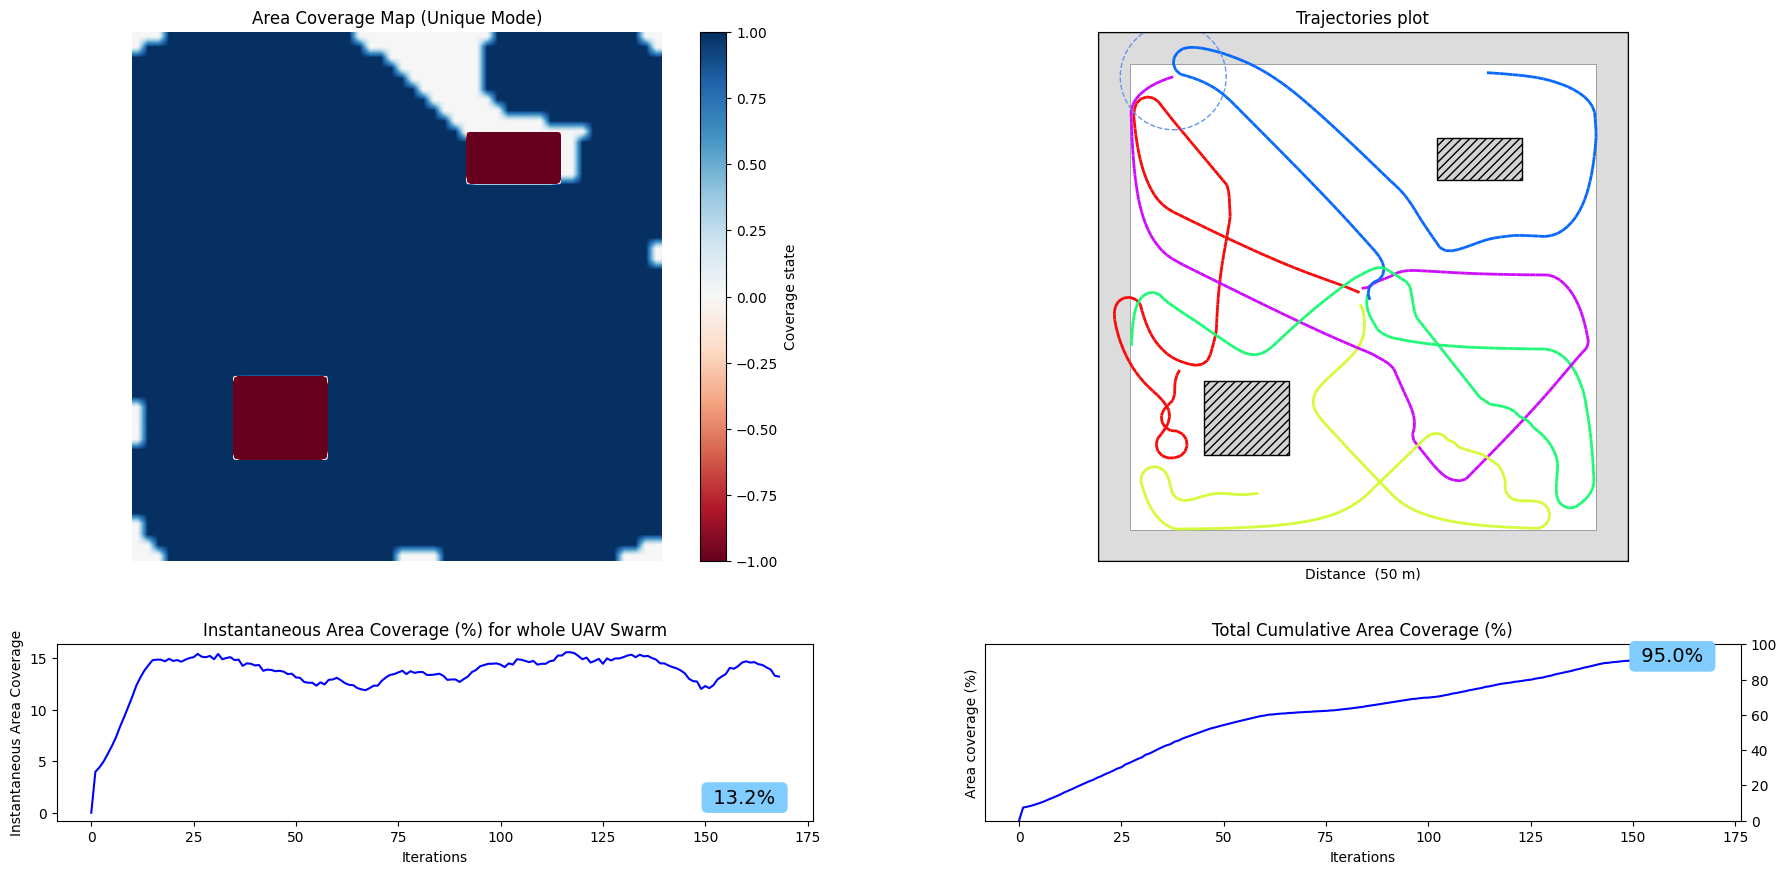 Area Coverage Map (Unique Mode)
1.00
0.75
0.50
0.25
0.00
−0.25
−0.50
−0.75
−1.00
Coverage state
Trajectories plot
Distance  (50 m)
Instantaneous Area Coverage (%) for whole UAV Swarm
Instantaneous Area Coverage
15
10
5
0
13.2%
0 25 50 75 100 125 150 175
Iterations
Total Cumulative Area Coverage (%)
Area coverage (%)
95.0%
100
80
60
40
20
0
0 25 50 75 100 125 150 175
Iterations